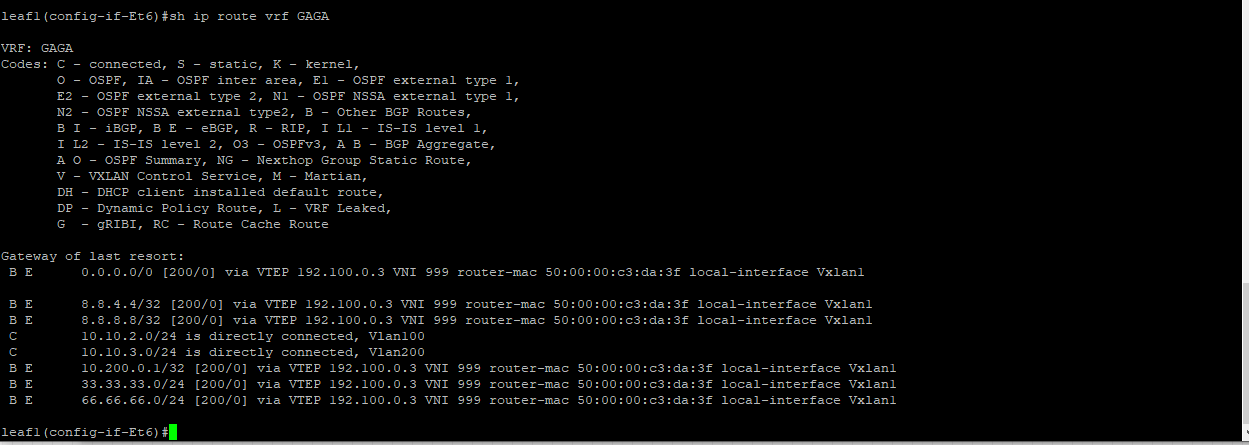 leaf1(config-if-Et6)#sh ip route vrf GAGA
VRF: GAGA
Codes: C - connected, S - static, K - kernel,
O - OSPF, IA - OSPF inter area, E1 - OSPF external type 1,
E2 - OSPF external type 2, N1 - OSPF NSSA external type 1,
N2 - OSPF NSSA external type2, B - Other BGP Routes,
B I - iBGP, B E - eBGP, R - RIP, I L1 - IS-IS level 1,
I L2 - IS-IS level 2, O3 - OSPFv3, A B - BGP Aggregate,
A O - OSPF Summary, NG - Nexthop Group Static Route,
V - VXLAN Control Service, M - Martian,
DH - DHCP client installed default route,
DP - Dynamic Policy Route, L - VRF Leaked,
G  - gRIBI, RC - Route Cache Route
Gateway of last resort:
B E      0.0.0.0/0 [200/0] via VTEP 192.100.0.3 VNI 999 router-mac 50:00:00:c3:da:3f local-interface Vxlan1
B E      8.8.4.4/32 [200/0] via VTEP 192.100.0.3 VNI 999 router-mac 50:00:00:c3:da:3f local-interface Vxlan1
B E      8.8.8.8/32 [200/0] via VTEP 192.100.0.3 VNI 999 router-mac 50:00:00:c3:da:3f local-interface Vxlan1
C        10.10.2.0/24 is directly connected, Vlan100
C        10.10.3.0/24 is directly connected, Vlan200
B E      10.200.0.1/32 [200/0] via VTEP 192.100.0.3 VNI 999 router-mac 50:00:00:c3:da:3f local-interface Vxlan1
B E      33.33.33.0/24 [200/0] via VTEP 192.100.0.3 VNI 999 router-mac 50:00:00:c3:da:3f local-interface Vxlan1
B E      66.66.66.0/24 [200/0] via VTEP 192.100.0.3 VNI 999 router-mac 50:00:00:c3:da:3f local-interface Vxlan1
leaf1(config-if-Et6)#